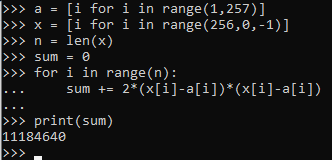 >>> a = [i for i in range(1,257)]
>>> x = [i for i in range(256,0,-1)]
>>> n = len(x)
>>> sum = 0
>>> for i in range(n):
...     sum += 2*(x[i]-a[i])*(x[i]-a[i])
...
>>> print(sum)
11184640
>>>